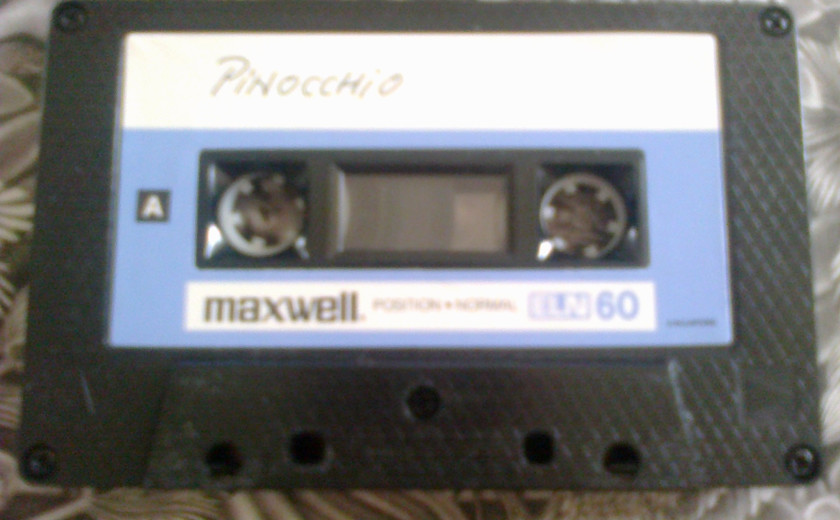 PINOCCHIO
A
maxwell. POSITION • NORMAL ELN 60